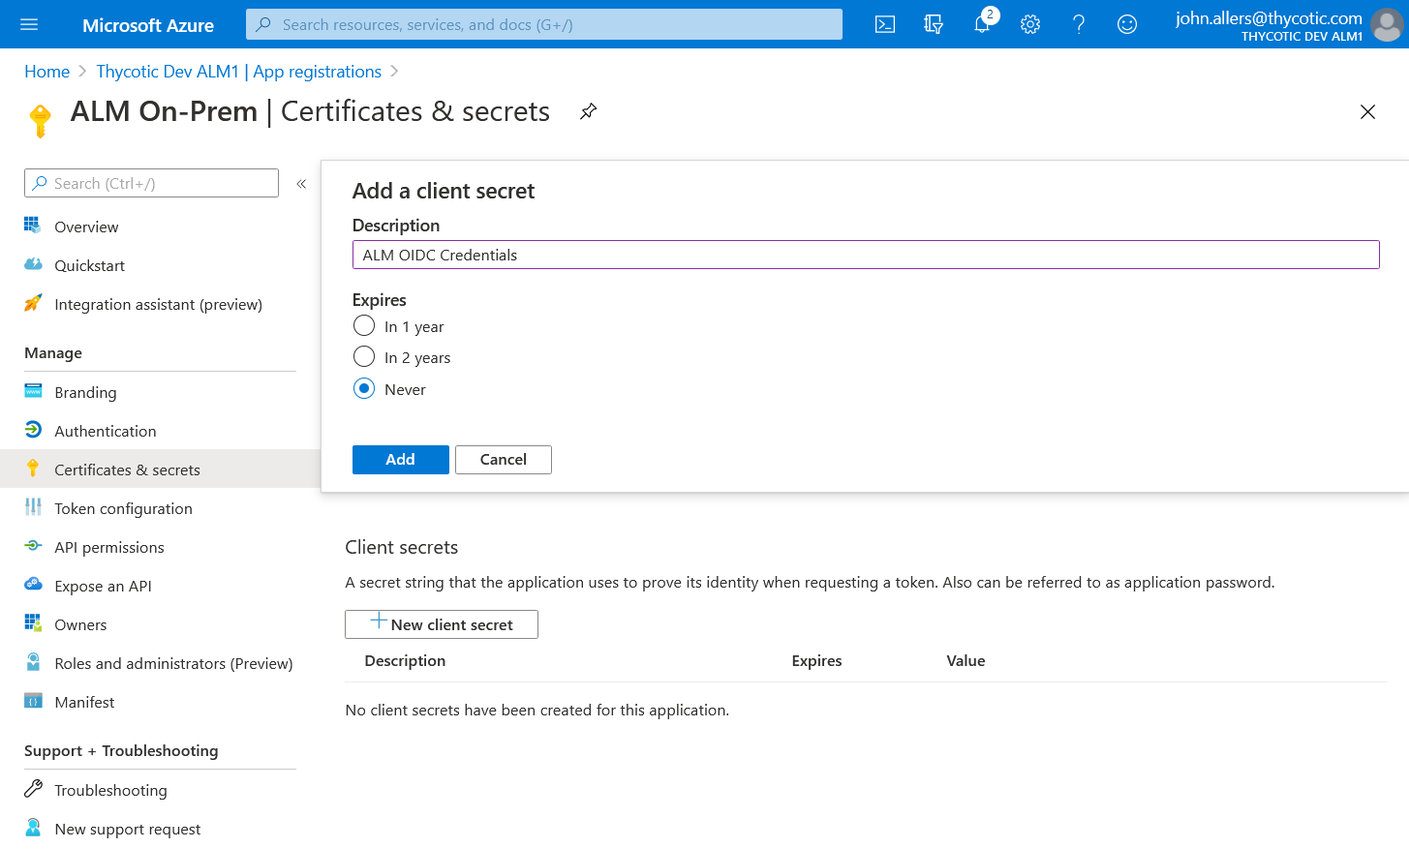 Microsoft Azure
Search resources, services, and docs (G+/)
2
john.allers@thycotic.com
THYCOTIC DEV ALM1
Home > Thycotic Dev ALM1 | App registrations >
ALM On-Prem | Certificates & secrets
Search (Ctrl+/)
«
Overview
Quickstart
Integration assistant (preview)
Manage
Branding
Authentication
Certificates & secrets
Token configuration
API permissions
Expose an API
Owners
Roles and administrators (Preview)
Manifest
Support + Troubleshooting
Troubleshooting
New support request
Add a client secret
Description
ALM OIDC Credentials
Expires
In 1 year
In 2 years
Never
Add Cancel
Client secrets
A secret string that the application uses to prove its identity when requesting a token. Also can be referred to as application password.
New client secret
Description Expires Value
No client secrets have been created for this application.